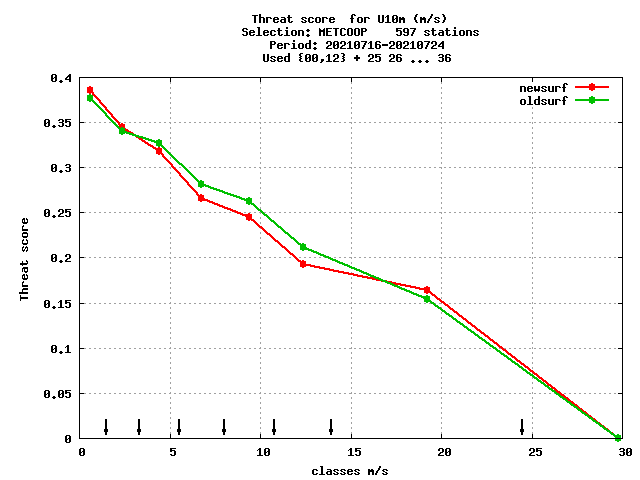 Threat score  for U10m (m/s)
Selection: METCOOP    597 stations
Period: 20210716-20210724
Used {00,12} + 25 26 ... 36
newsurf
oldsurf
0.4
0.35
0.3
0.25
0.2
0.15
0.1
0.05
0
Threat score
0 5 10 15 20 25 30
classes m/s